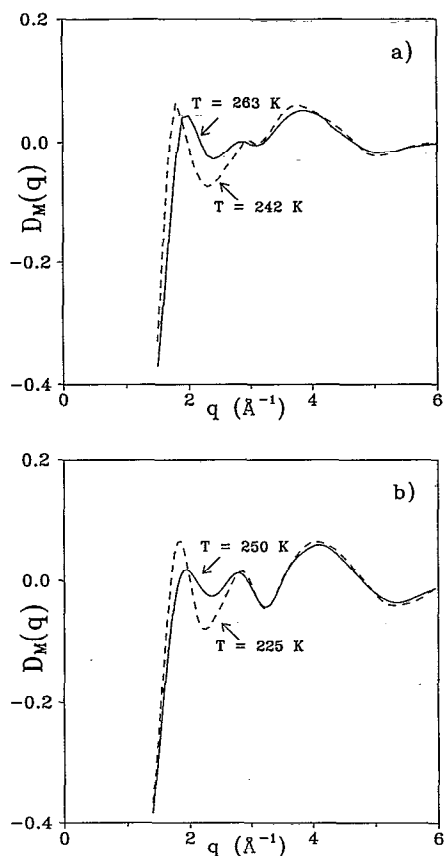 a)
0.2
T = 263 K
0.0
T = 242 K
-0.2
-0.4
0
2
4
6
D_M(q)
q (Å⁻¹)
b)
0.2
T = 250 K
0.0
T = 225 K
-0.2
-0.4
0
2
4
6
D_M(q)
q (Å⁻¹)